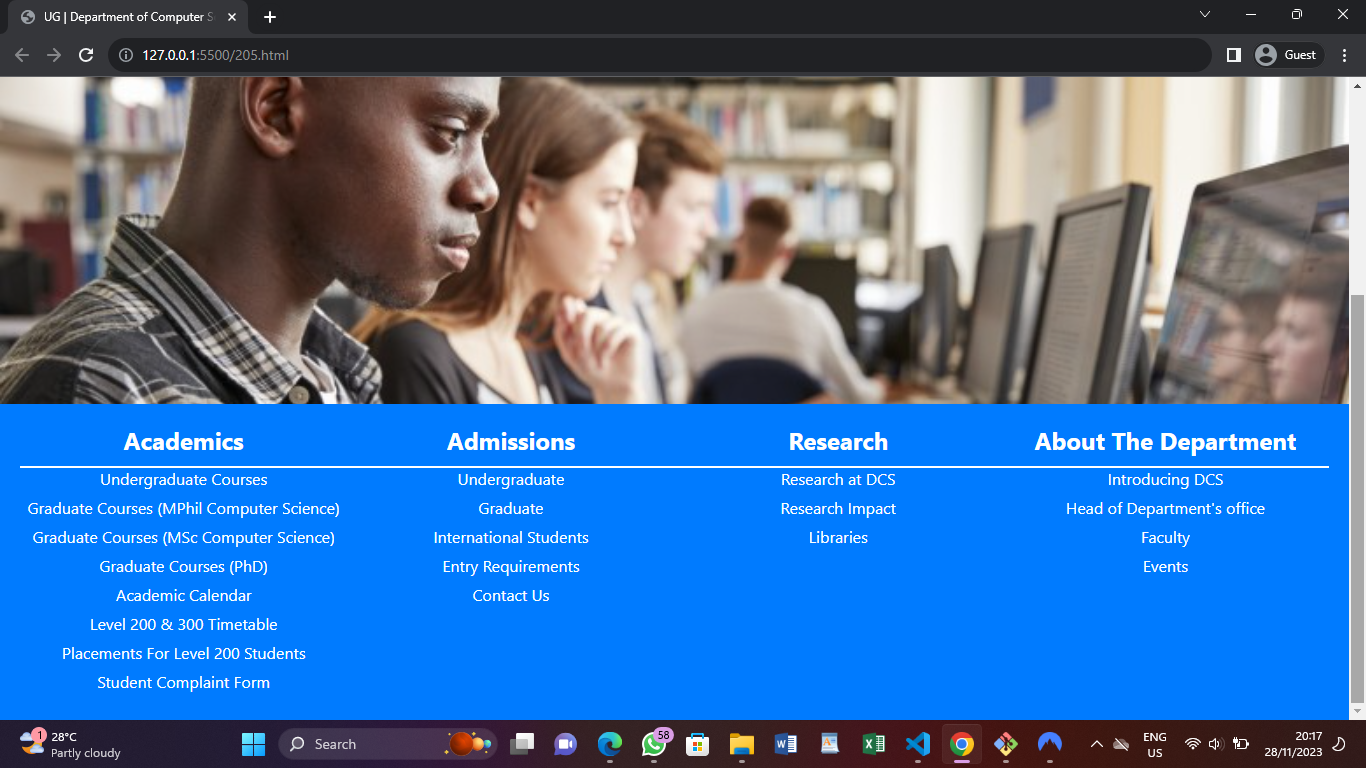 UG | Department of Computer S
127.0.0.1:5500/205.html
Guest
Academics
Undergraduate Courses
Graduate Courses (MPhil Computer Science)
Graduate Courses (MSc Computer Science)
Graduate Courses (PhD)
Academic Calendar
Level 200 & 300 Timetable
Placements For Level 200 Students
Student Complaint Form
Admissions
Undergraduate
Graduate
International Students
Entry Requirements
Contact Us
Research
Research at DCS
Research Impact
Libraries
About The Department
Introducing DCS
Head of Department's office
Faculty
Events
1
28°C
Partly cloudy
Search
58
ENG
US
20:17
28/11/2023